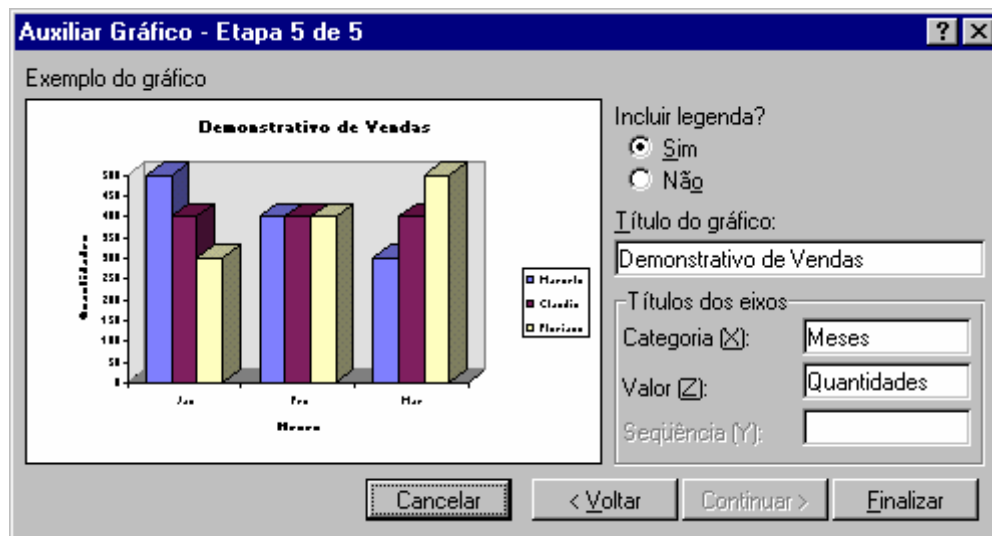 Auxiliar Gráfico - Etapa 5 de 5
Exemplo do gráfico
Demonstrativo de Vendas
500
450
400
350
300
250
200
150
100
50
0
Quantidades
Jan
Mar
Meses
Marcelo
Claudio
Incluir legenda?
Sim
Não
Título do gráfico:
Demonstrativo de Vendas
Títulos dos eixos
Categoria (X): Meses
Valor (Z): Quantidades
Seqüência (Y):
Cancelar < Voltar Continuar > Finalizar